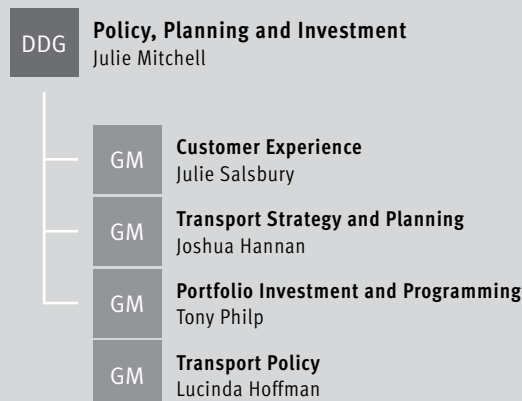 DDG
Policy, Planning and Investment
Julie Mitchell
GM
Customer Experience
Julie Salsbury
GM
Transport Strategy and Planning
Joshua Hannan
GM
Portfolio Investment and Programming
Tony Philp
GM
Transport Policy
Lucinda Hoffman